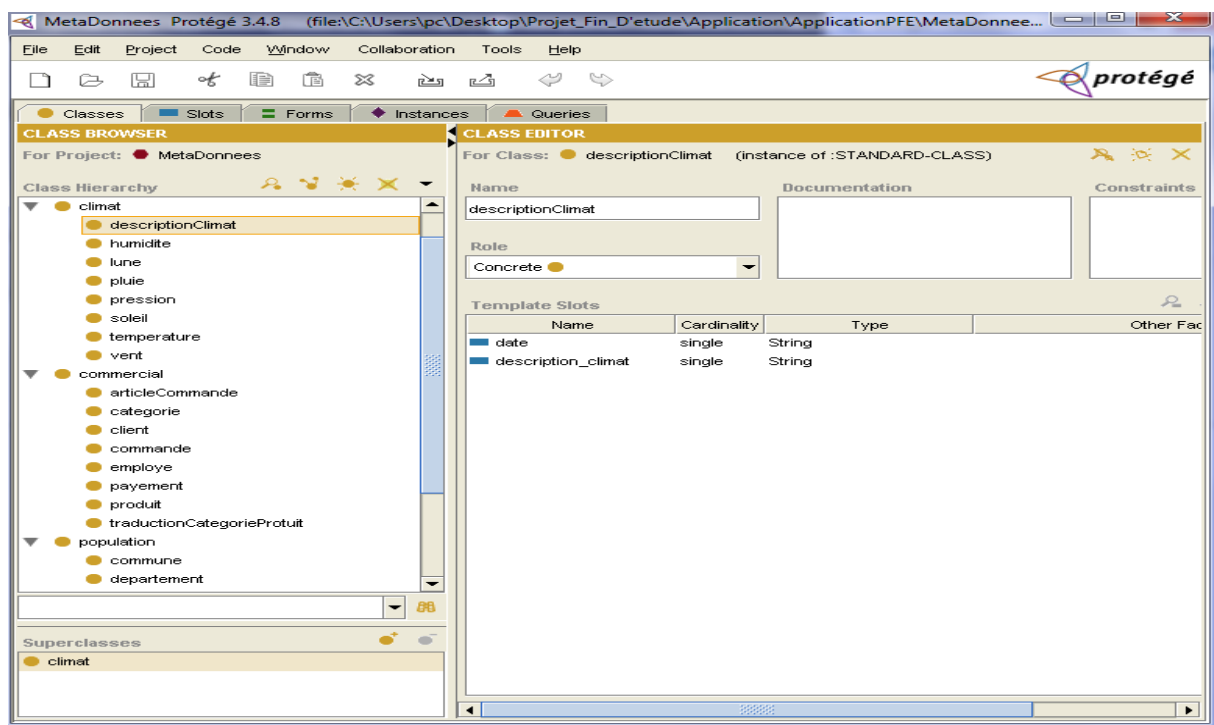 MetaDonnees Protégé 3.4.8 (file:\C:\Users\pc\Desktop\Projet_Fin_D'etude\Application\ApplicationPFE\MetaDonnee...
File Edit Project Code Window Collaboration Tools Help
protégé
Classes Slots Forms Instances Queries
CLASS BROWSER
For Project: MetaDonnees
Class Hierarchy
climat
descriptionClimat
humidite
lune
pluie
pression
soleil
temperature
vent
commercial
articleCommande
categorie
client
commande
employe
payement
produit
traductionCategorieProtuit
population
commune
departement
Superclasses
climat
CLASS EDITOR
For Class: descriptionClimat (instance of :STANDARD-CLASS)
Name Documentation Constraints
descriptionClimat
Role
Concrete
Template Slots
Name Cardinality Type Other Fac
date single String
description_climat single String